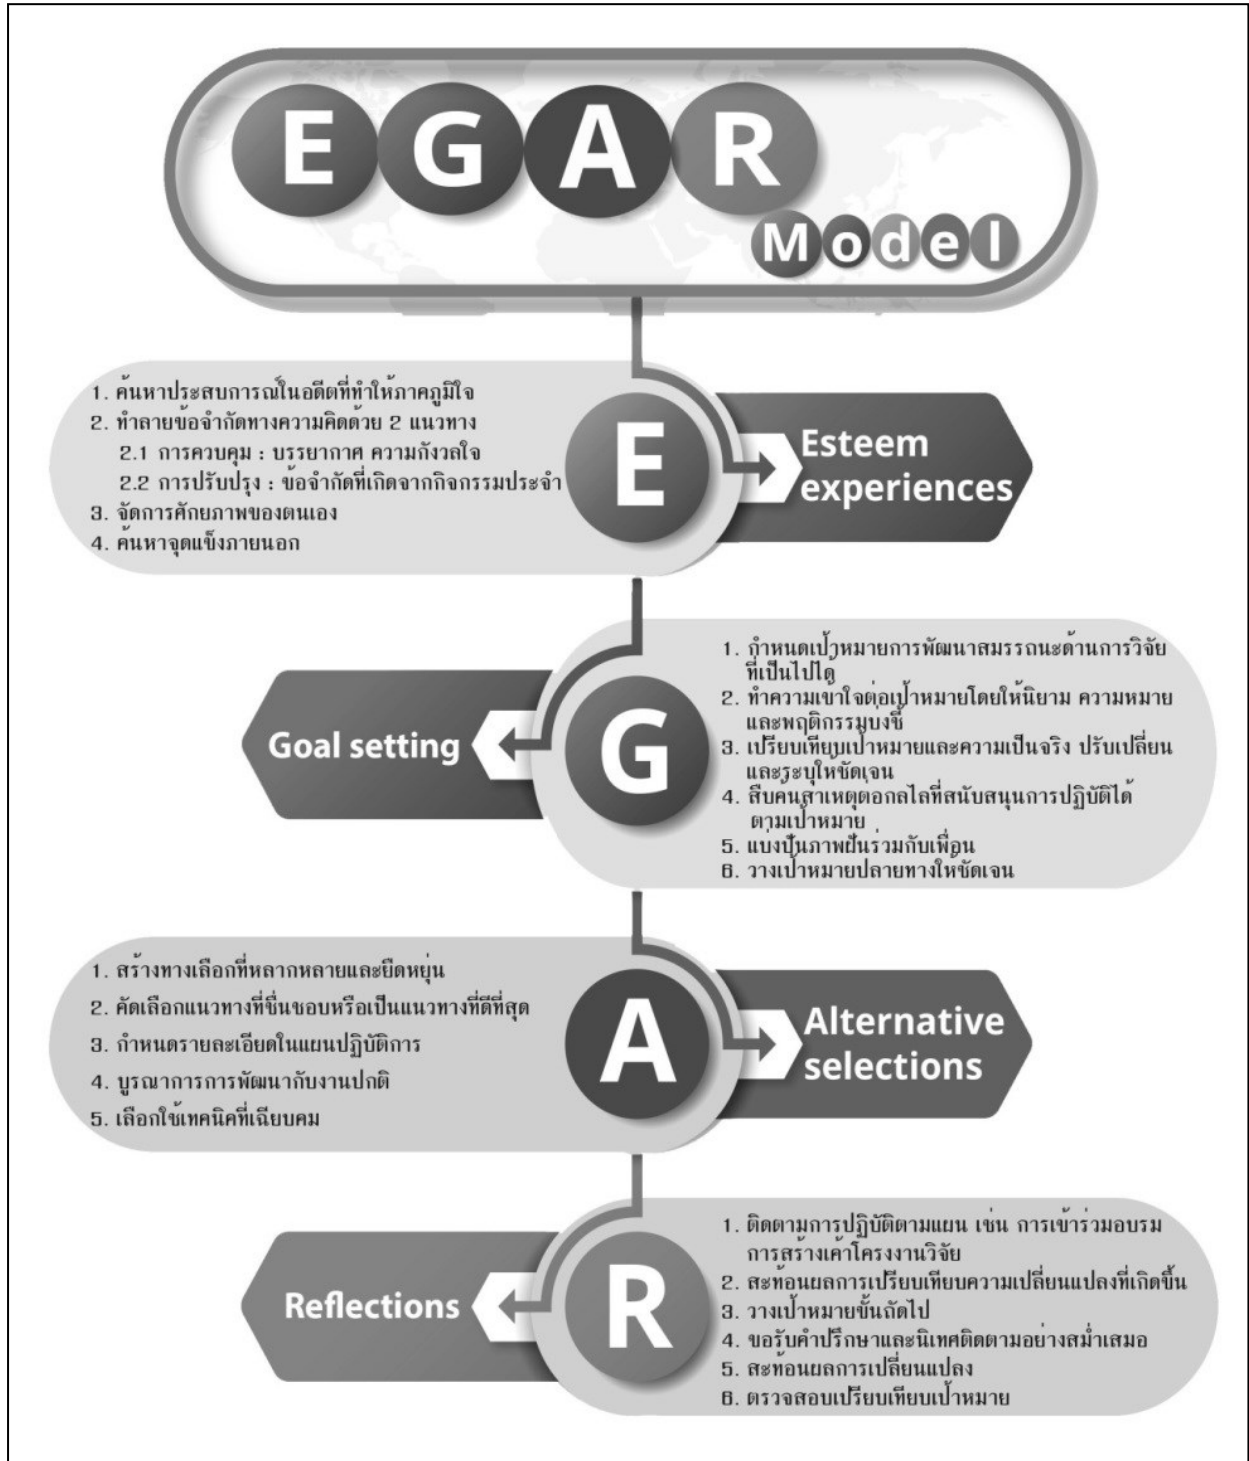 EGAR
Model
1. ค้นหาประสบการณ์ในอดีตที่ทำให้ภาคภูมิใจ
2. ทำลายข้อจำกัดทางความคิดด้วย 2 แนวทาง
2.1 การควบคุม : บรรยากาศ ความกังวลใจ
2.2 การปรับปรุง : ข้อจำกัดที่เกิดจากกิจกรรมประจำ
3. จัดการศักยภาพของตนเอง
4. ค้นหาจุดแข็งภายนอก
E
Esteem
experiences
Goal setting
G
1. กำหนดเป้าหมายการพัฒนาสมรรถนะด้านการวิจัย
ที่เป็นไปได้
2. ทำความเข้าใจต่อเป้าหมายโดยให้นิยาม ความหมาย
และพฤติกรรมบ่งชี้
3. เปรียบเทียบเป้าหมายและความเป็นจริง ปรับเปลี่ยน
และระบุให้ชัดเจน
4. สืบค้นสาเหตุต่อกลไลที่สนับสนุนการปฏิบัติได้
ตามเป้าหมาย
5. แบ่งปันภาพฝันร่วมกับเพื่อน
6. วางเป้าหมายปลายทางให้ชัดเจน
1. สร้างทางเลือกที่หลากหลายและยืดหยุ่น
2. คัดเลือกแนวทางที่ชื่นชอบหรือเป็นแนวทางที่ดีที่สุด
3. กำหนดรายละเอียดในแผนปฏิบัติการ
4. บูรณาการการพัฒนากับงานปกติ
5. เลือกใช้เทคนิคที่เฉียบคม
A
Alternative
selections
Reflections
R
1. ติดตามการปฏิบัติตามแผน เช่น การเข้าร่วมอบรม
การสร้างเค้าโครงงานวิจัย
2. สะท้อนผลการเปรียบเทียบความเปลี่ยนแปลงที่เกิดขึ้น
3. วางเป้าหมายขั้นถัดไป
4. ขอรับคำปรึกษาและนิเทศติดตามอย่างสม่ำเสมอ
5. สะท้อนผลการเปลี่ยนแปลง
6. ตรวจสอบเปรียบเทียบเป้าหมาย